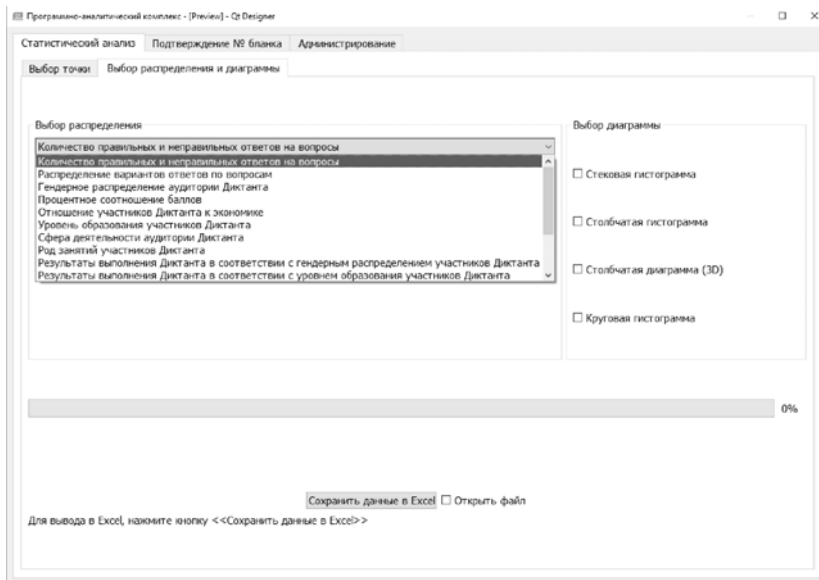 Программно-аналитический комплекс - [Preview] - Qt Designer
Статистический анализ Подтверждение № бланка Администрирование
Выбор точки Выбор распределения и диаграммы
Выбор распределения
Количество правильных и неправильных ответов на вопросы
Количество правильных и неправильных ответов на вопросы
Распределение вариантов ответов по вопросам
Гендерное распределение аудитории Диктанта
Процентное соотношение баллов
Отношение участников Диктанта к экономике
Уровень образования участников Диктанта
Сфера деятельности аудитории Диктанта
Род занятий участников Диктанта
Результаты выполнения Диктанта в соответствии с гендерным распределением участников Диктанта
Результаты выполнения Диктанта в соответствии с уровнем образования участников Диктанта
Выбор диаграммы
Стековая гистограмма
Столбчатая гистограмма
Столбчатая диаграмма (3D)
Круговая гистограмма
0%
Сохранить данные в Excel Открыть файл
Для вывода в Excel, нажмите кнопку <<Сохранить данные в Excel>>